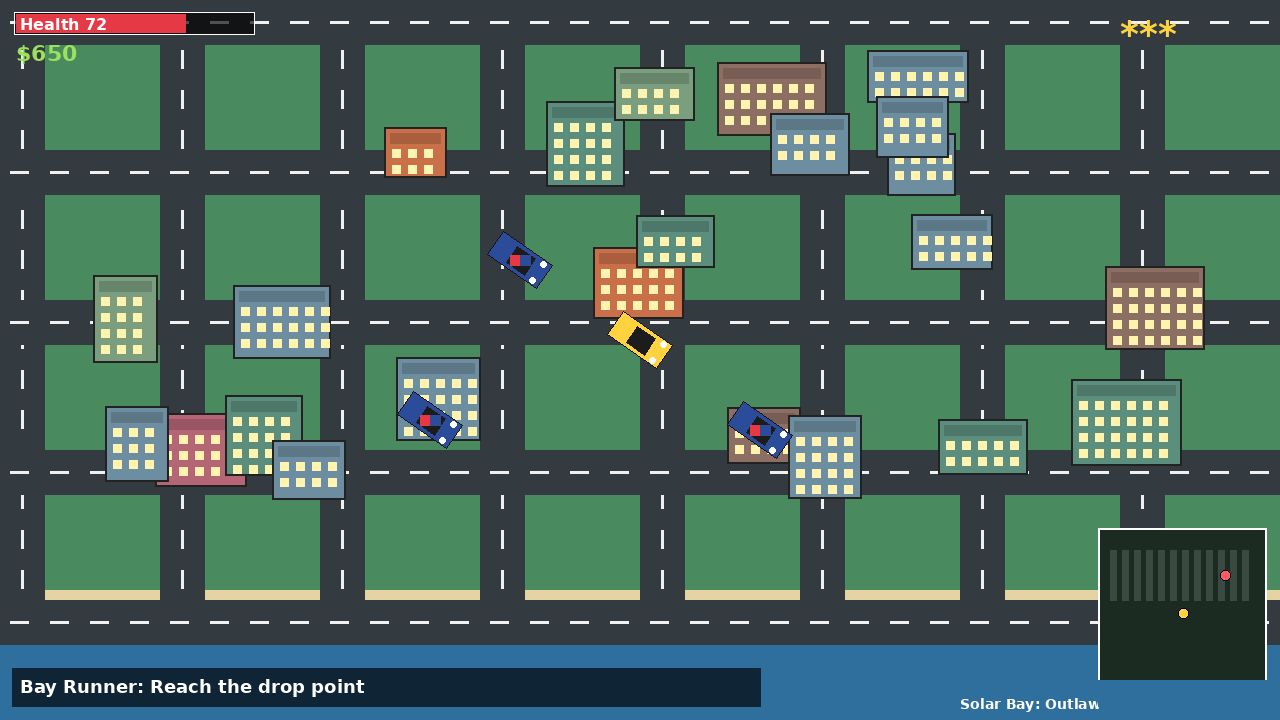 Health 72
***
$650
Bay Runner: Reach the drop point
Solar Bay: Outlaw